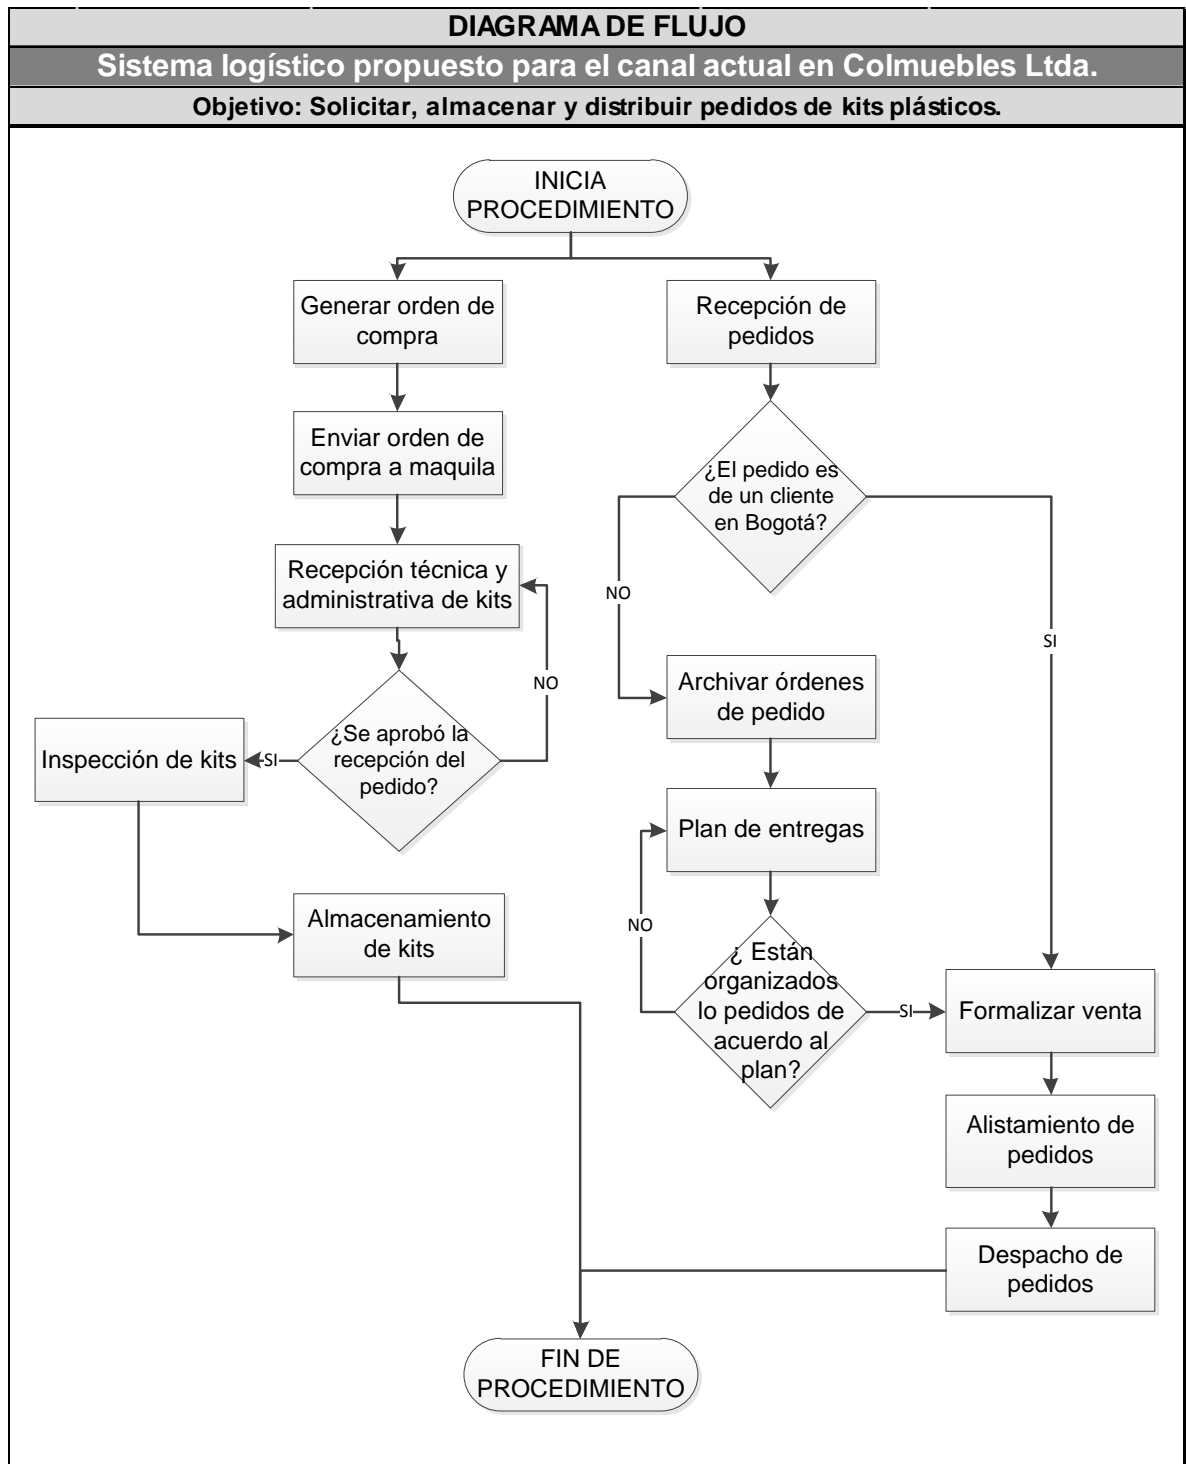 DIAGRAMA DE FLUJO
Sistema logístico propuesto para el canal actual en Colmuebles Ltda.
Objetivo: Solicitar, almacenar y distribuir pedidos de kits plásticos.
INICIA
PROCEDIMIENTO
Generar orden de
compra
Enviar orden de
compra a maquila
Recepción técnica y
administrativa de kits
NO
¿Se aprobó la
recepción del
pedido?
SI
Inspección de kits
Almacenamiento
de kits
Recepción de
pedidos
¿El pedido es
de un cliente
en Bogotá?
NO
SI
Archivar órdenes
de pedido
Plan de entregas
NO
¿ Están
organizados
lo pedidos de
acuerdo al
plan?
SI
Formalizar venta
Alistamiento de
pedidos
Despacho de
pedidos
FIN DE
PROCEDIMIENTO